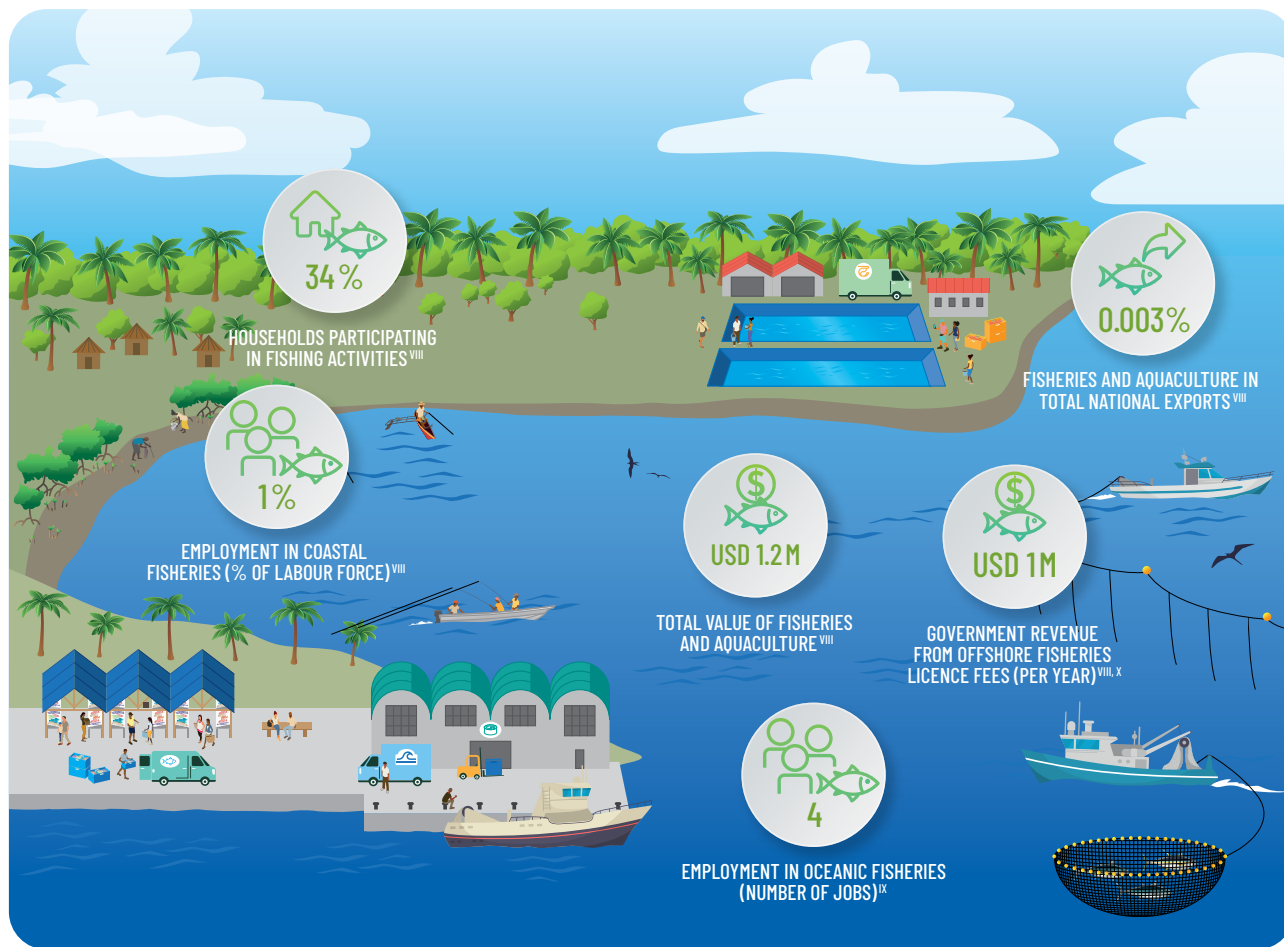 34 %
HOUSEHOLDS PARTICIPATING
IN FISHING ACTIVITIES VIII
0.003%
FISHERIES AND AQUACULTURE IN
TOTAL NATIONAL EXPORTS VIII
1%
EMPLOYMENT IN COASTAL
FISHERIES (% OF LABOUR FORCE) VIII
$
USD 1.2 M
TOTAL VALUE OF FISHERIES
AND AQUACULTURE VIII
$
USD 1M
GOVERNMENT REVENUE
FROM OFFSHORE FISHERIES
LICENCE FEES (PER YEAR) VIII, X
4
EMPLOYMENT IN OCEANIC FISHERIES
(NUMBER OF JOBS) IX